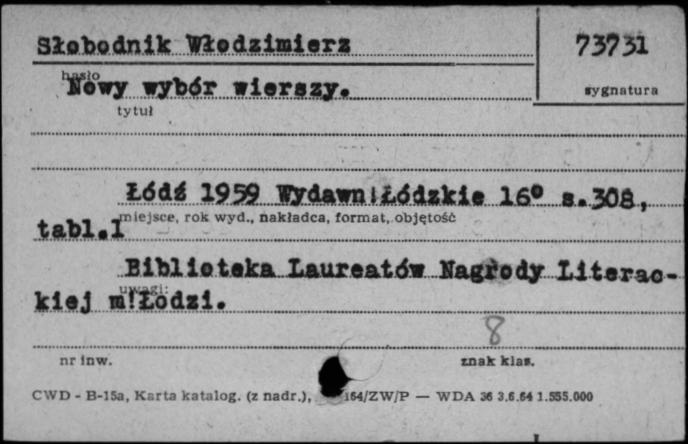 Słobodnik Włodzimierz
73731
hasło
Nowy wybór wierszy.
sygnatura
tytuł
Łódź 1959 Wydawn!Łódzkie 16° s.308,
miejsce, rok wyd., nakładca, format, objętość
tabl.1
Biblioteka Laureatów Nagrody Literac-
uwagi:
kiej m!Łodzi.
8
nr inw.
znak klas.
CWD - B-15a, Karta katalog. (z nadr.), 164/ZW/P — WDA 36 3.6.64 1.555.000